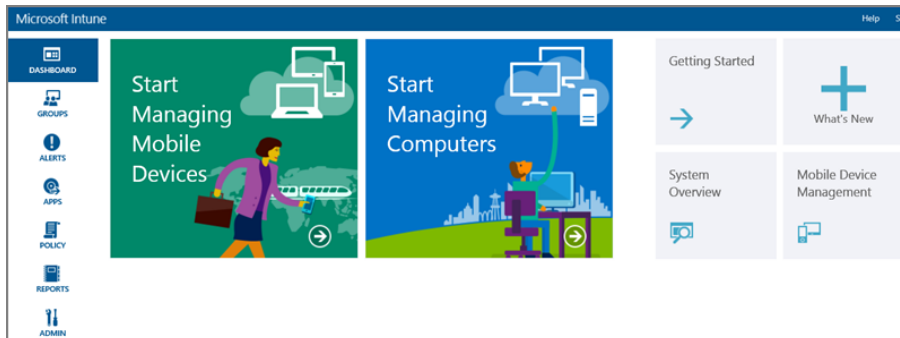 Microsoft Intune
Help
DASHBOARD
GROUPS
ALERTS
APPS
POLICY
REPORTS
ADMIN
Start
Managing
Mobile
Devices
Start
Managing
Computers
Getting Started
What's New
System
Overview
Mobile Device
Management